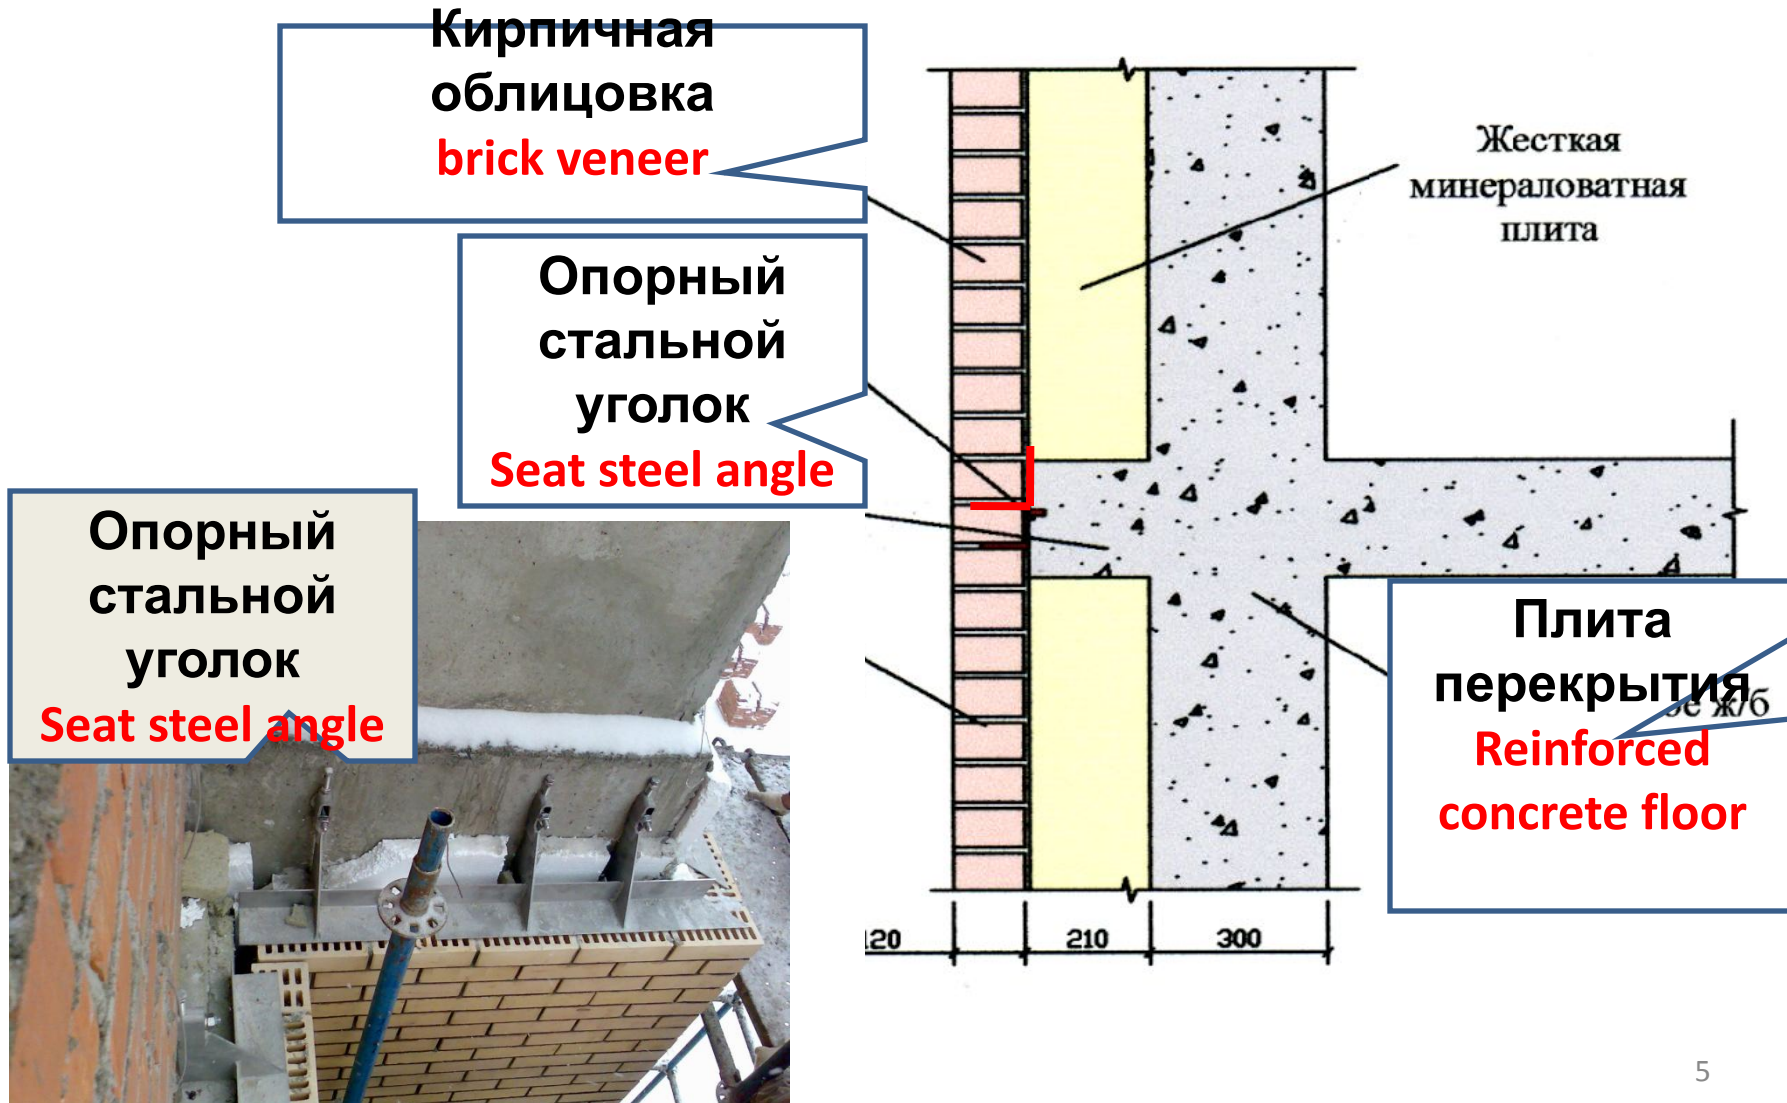 Кирпичная
облицовка
brick veneer
Жесткая
минераловатная
плита
Опорный
стальной
уголок
Seat steel angle
Опорный
стальной
уголок
Seat steel angle
Плита
перекрытия
ж/б
Reinforced
concrete floor
120
210
300
5